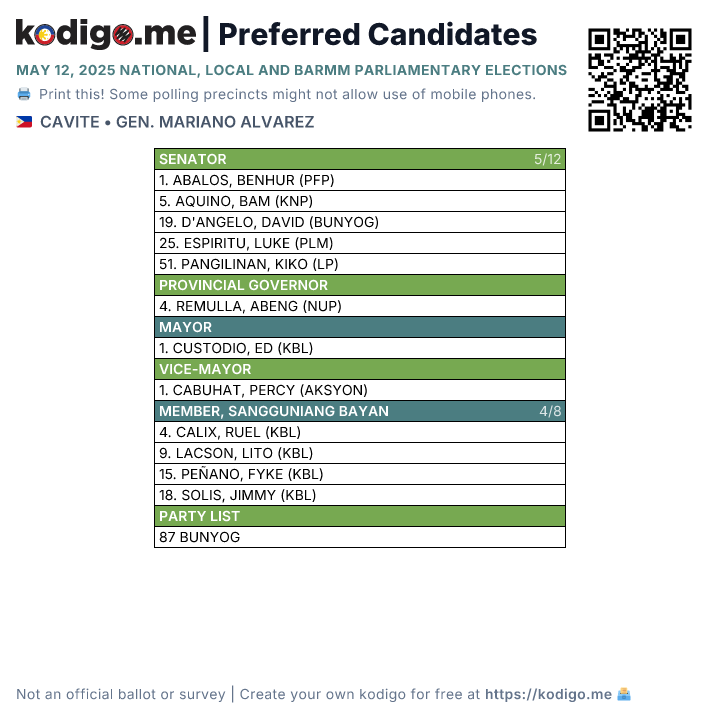 kodigo.me | Preferred Candidates
MAY 12, 2025 NATIONAL, LOCAL AND BARMM PARLIAMENTARY ELECTIONS
Print this! Some polling precincts might not allow use of mobile phones.
CAVITE • GEN. MARIANO ALVAREZ
SENATOR 5/12
1. ABALOS, BENHUR (PFP)
5. AQUINO, BAM (KNP)
19. D'ANGELO, DAVID (BUNYOG)
25. ESPIRITU, LUKE (PLM)
51. PANGILINAN, KIKO (LP)
PROVINCIAL GOVERNOR
4. REMULLA, ABENG (NUP)
MAYOR
1. CUSTODIO, ED (KBL)
VICE-MAYOR
1. CABUHAT, PERCY (AKSYON)
MEMBER, SANGGUNIANG BAYAN 4/8
4. CALIX, RUEL (KBL)
9. LACSON, LITO (KBL)
15. PEÑANO, FYKE (KBL)
18. SOLIS, JIMMY (KBL)
PARTY LIST
87 BUNYOG
Not an official ballot or survey | Create your own kodigo for free at https://kodigo.me